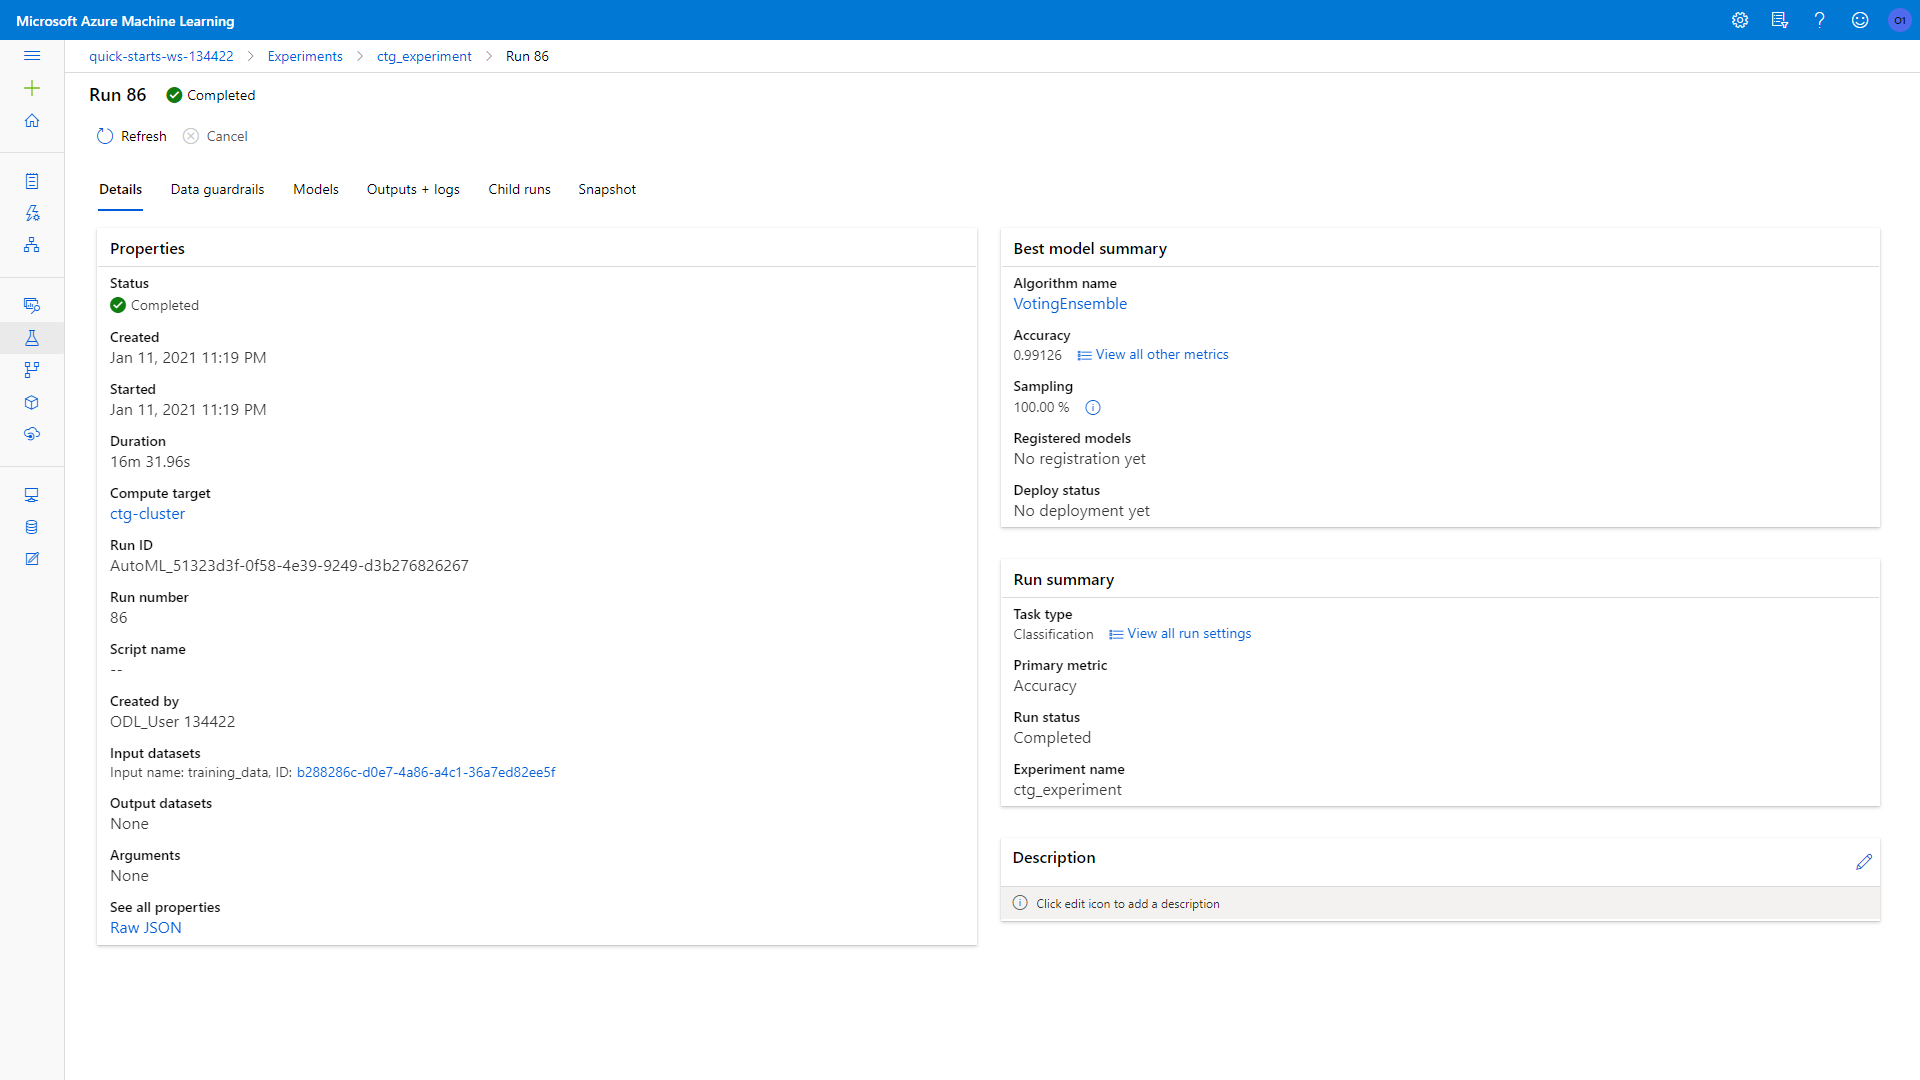 Microsoft Azure Machine Learning
O1
quick-starts-ws-134422 > Experiments > ctg_experiment > Run 86
Run 86 Completed
Refresh Cancel
Details Data guardrails Models Outputs + logs Child runs Snapshot
Properties
Status
Completed
Created
Jan 11, 2021 11:19 PM
Started
Jan 11, 2021 11:19 PM
Duration
16m 31.96s
Compute target
ctg-cluster
Run ID
AutoML_51323d3f-0f58-4e39-9249-d3b276826267
Run number
86
Script name
--
Created by
ODL_User 134422
Input datasets
Input name: training_data, ID: b288286c-d0e7-4a86-a4c1-36a7ed82ee5f
Output datasets
None
Arguments
None
See all properties
Raw JSON
Best model summary
Algorithm name
VotingEnsemble
Accuracy
0.99126 View all other metrics
Sampling
100.00 %
Registered models
No registration yet
Deploy status
No deployment yet
Run summary
Task type
Classification View all run settings
Primary metric
Accuracy
Run status
Completed
Experiment name
ctg_experiment
Description
Click edit icon to add a description